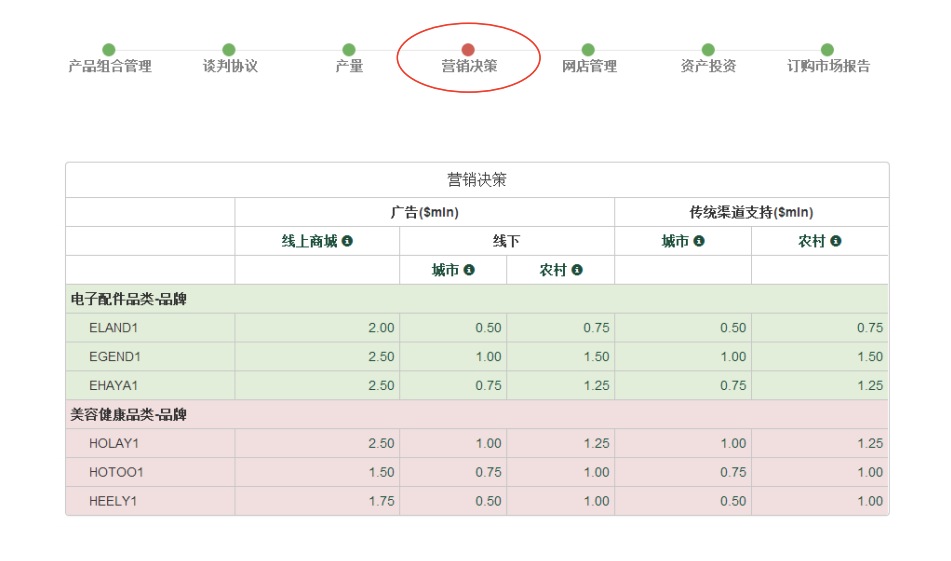 产品组合管理 谈判协议 产量 营销决策 网店管理 资产投资 订购市场报告
营销决策
广告($mln) 传统渠道支持($mln)
线上商城 线下 城市 农村
城市 农村
电子配件品类-品牌
ELAND1 2.00 0.50 0.75 0.50 0.75
EGEND1 2.50 1.00 1.50 1.00 1.50
EHAYA1 2.50 0.75 1.25 0.75 1.25
美容健康品类-品牌
HOLAY1 2.50 1.00 1.25 1.00 1.25
HOTOO1 1.50 0.75 1.00 0.75 1.00
HEELY1 1.75 0.50 1.00 0.50 1.00